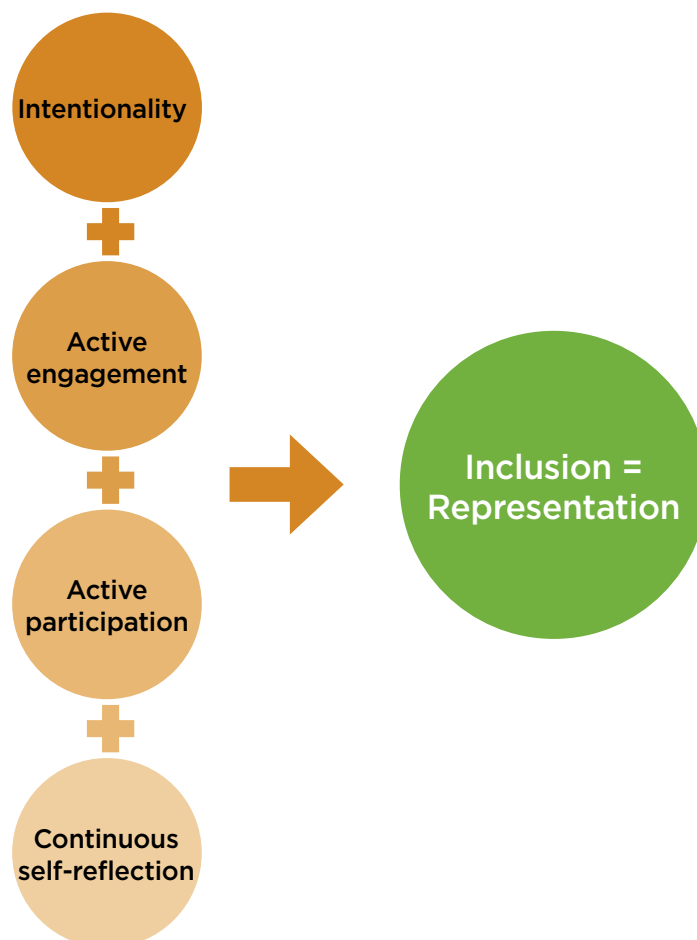 Intentionality
Active
engagement
Active
participation
Continuous
self-reflection
Inclusion =
Representation